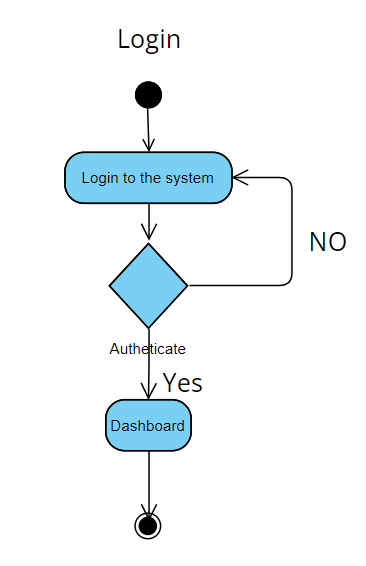 Login
Login to the system
NO
Autheticate
Yes
Dashboard